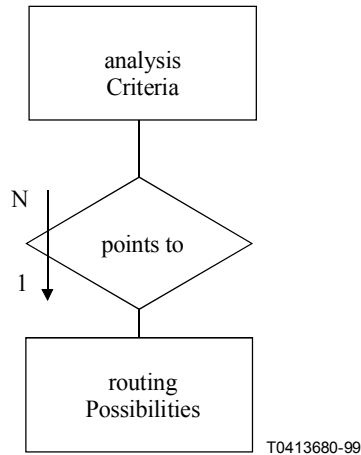 analysis
Criteria
N
points to
1
routing
Possibilities
T0413680-99